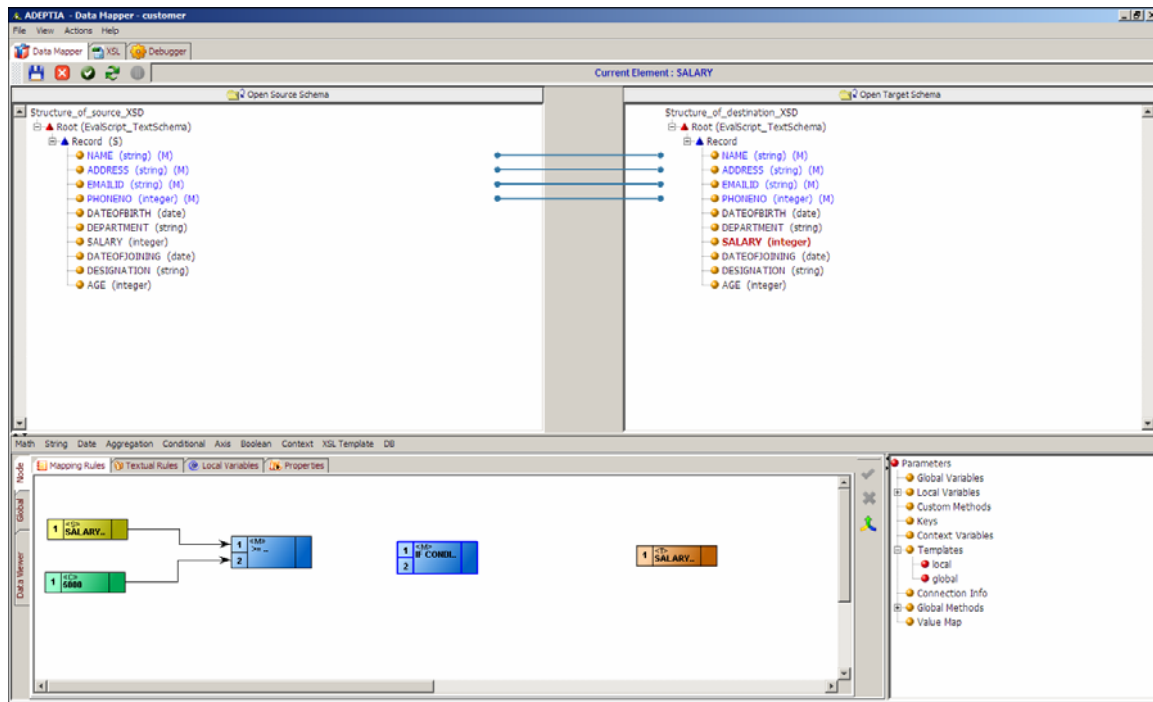 ADEPTIA - Data Mapper - customer
File View Actions Help
Data Mapper XSL Debugger
Current Element : SALARY
Open Source Schema
Open Target Schema
Structure_of_source_XSD
Root (EvalScript_TextSchema)
Record (S)
NAME (string) (M)
ADDRESS (string) (M)
EMAILID (string) (M)
PHONENO (integer) (M)
DATEOFBIRTH (date)
DEPARTMENT (string)
SALARY (integer)
DATEOFJOINING (date)
DESIGNATION (string)
AGE (integer)
Structure_of_destination_XSD
Root (EvalScript_TextSchema)
Record
NAME (string) (M)
ADDRESS (string) (M)
EMAILID (string) (M)
PHONENO (integer) (M)
DATEOFBIRTH (date)
DEPARTMENT (string)
SALARY (integer)
DATEOFJOINING (date)
DESIGNATION (string)
AGE (integer)
Math String Date Aggregation Conditional Axis Boolean Context XSL Template DB
Node
Global
Data Viewer
Mapping Rules Textual Rules Local Variables Properties
1 <S> SALARY..
1 <C> 5000
1 <M> >= ..
2
1 <M> IF CONDI..
2
1 <T> SALARY..
Parameters
Global Variables
Local Variables
Custom Methods
Keys
Context Variables
Templates
local
global
Connection Info
Global Methods
Value Map